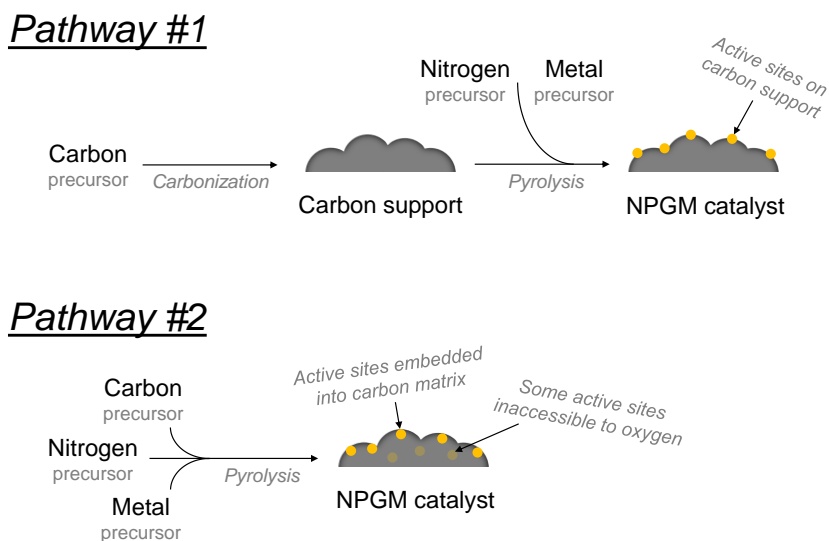 Pathway #1
Nitrogen Metal
precursor precursor
Active sites on
carbon support
Carbon
precursor
Carbonization
Pyrolysis
Carbon support
NPGM catalyst
Pathway #2
Carbon
precursor
Nitrogen
precursor
Metal
precursor
Pyrolysis
Active sites embedded
into carbon matrix
Some active sites
inaccessible to oxygen
NPGM catalyst